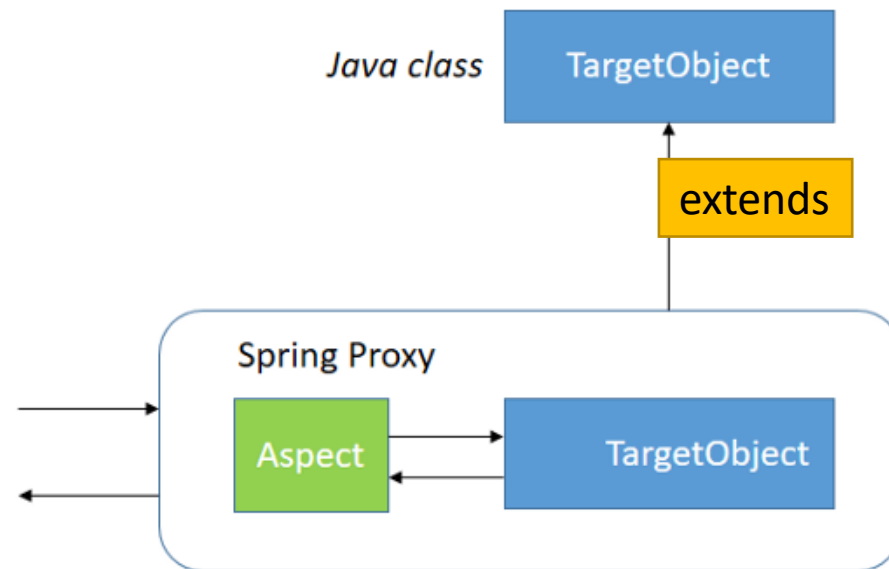 Java class
TargetObject
extends
Spring Proxy
Aspect
TargetObject